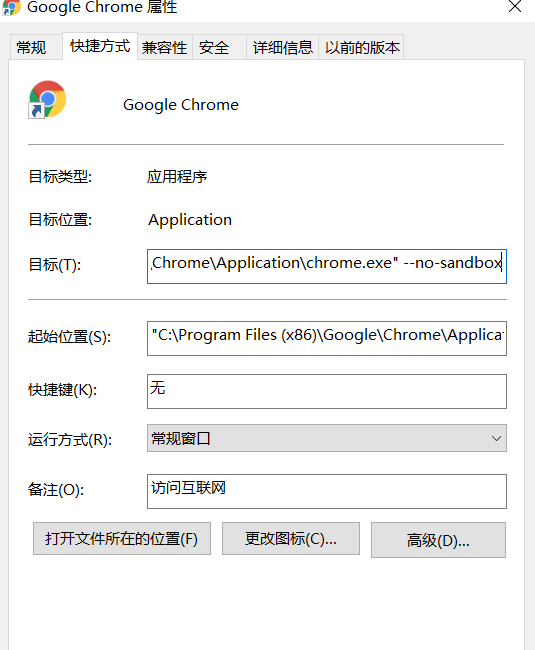 Google Chrome 属性
常规 快捷方式 兼容性 安全 详细信息 以前的版本
Google Chrome
目标类型: 应用程序
目标位置: Application
目标(T): Chrome\Application\chrome.exe" --no-sandbox
起始位置(S): "C:\Program Files (x86)\Google\Chrome\Applicat
快捷键(K): 无
运行方式(R): 常规窗口
备注(O): 访问互联网
打开文件所在的位置(F) 更改图标(C)... 高级(D)...